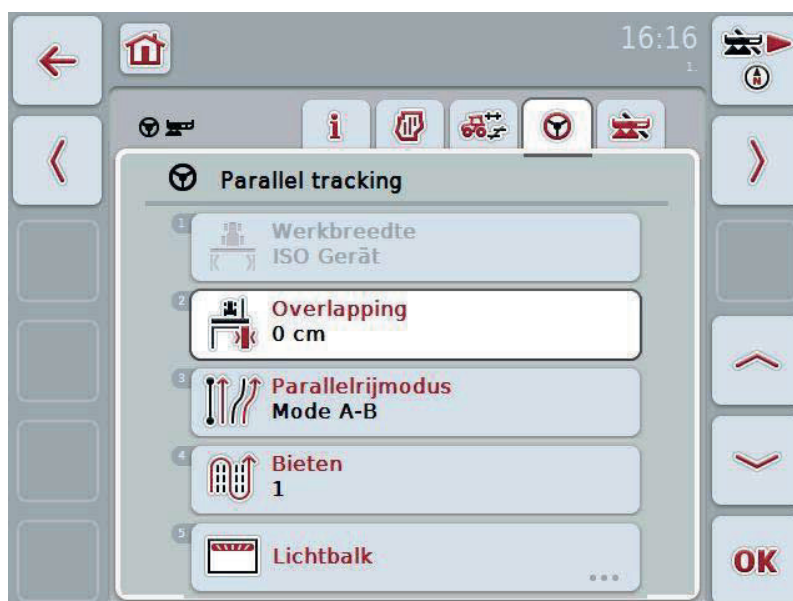 16:16
1..
i
Parallel tracking
1
Werkbreedte
ISO Gerät
2
Overlapping
0 cm
3
Parallelrijmodus
Mode A-B
4
Bieten
1
5
Lichtbalk
...
OK